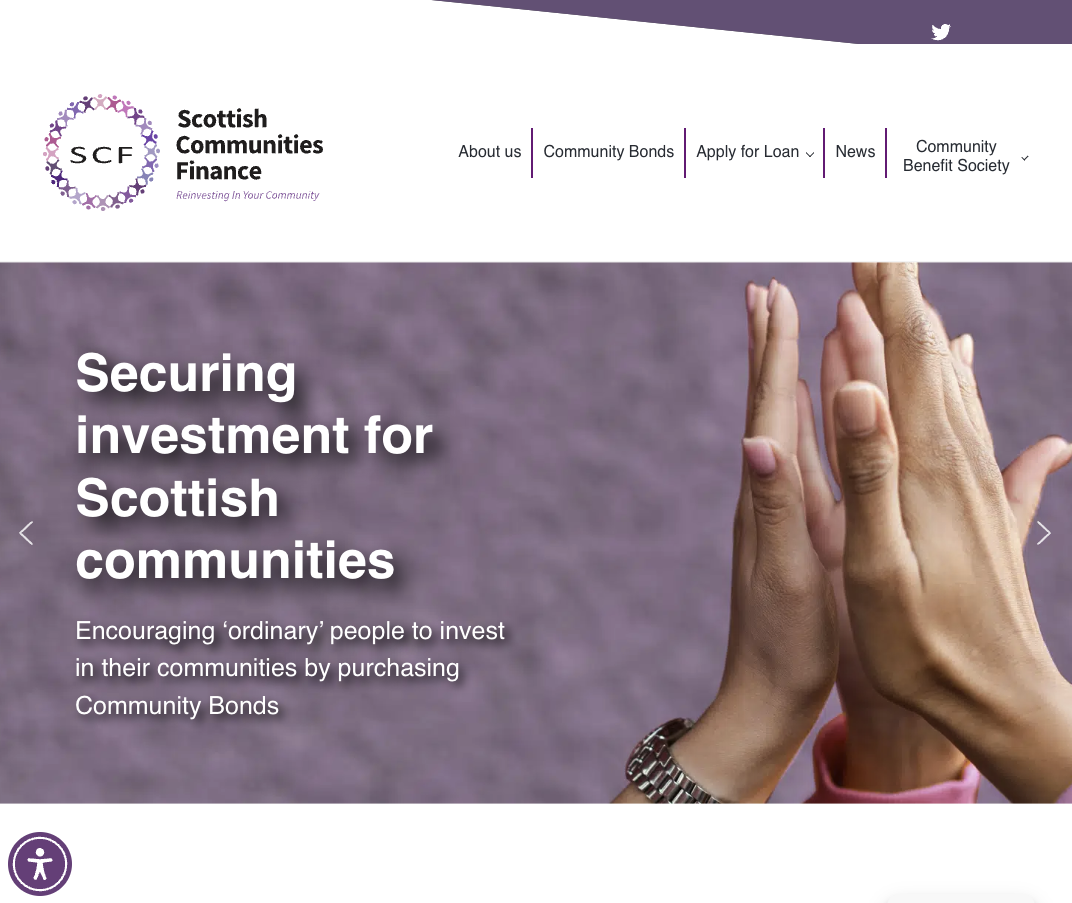 SCF
Scottish
Communities
Finance
Reinvesting In Your Community
About us
Community Bonds
Apply for Loan
News
Community
Benefit Society
Securing
investment for
Scottish
communities
Encouraging ‘ordinary’ people to invest
in their communities by purchasing
Community Bonds